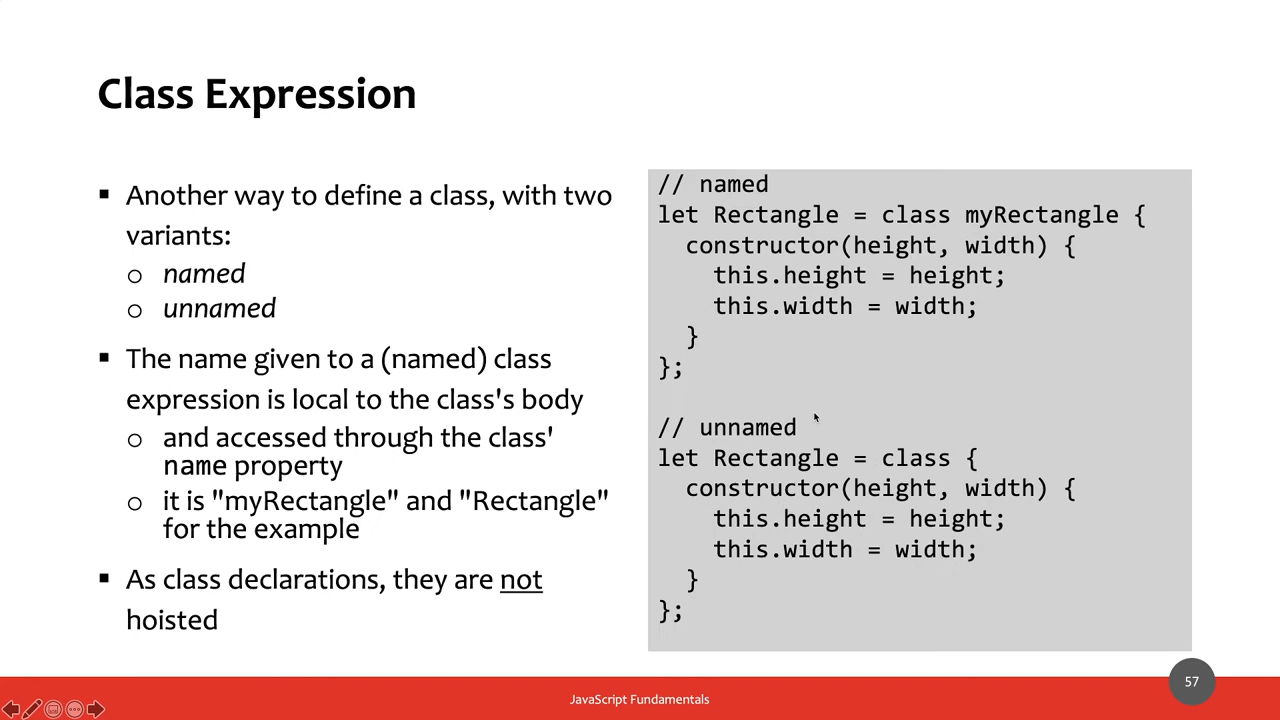 Class Expression
▪ Another way to define a class, with two
variants:
o named
o unnamed
▪ The name given to a (named) class
expression is local to the class's body
o and accessed through the class'
name property
o it is "myRectangle" and "Rectangle"
for the example
▪ As class declarations, they are not
hoisted
// named
let Rectangle = class myRectangle {
  constructor(height, width) {
    this.height = height;
    this.width = width;
  }
};
// unnamed
let Rectangle = class {
  constructor(height, width) {
    this.height = height;
    this.width = width;
  }
};
JavaScript Fundamentals
57